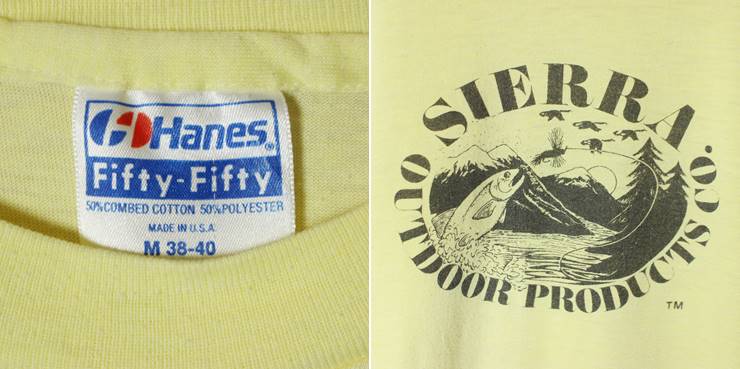 Hanes®
Fifty-Fifty
50%COMBED COTTON 50%POLYESTER
MADE IN U.S.A.
M 38-40
SIERRA
OUTDOOR PRODUCTS CO.
TM